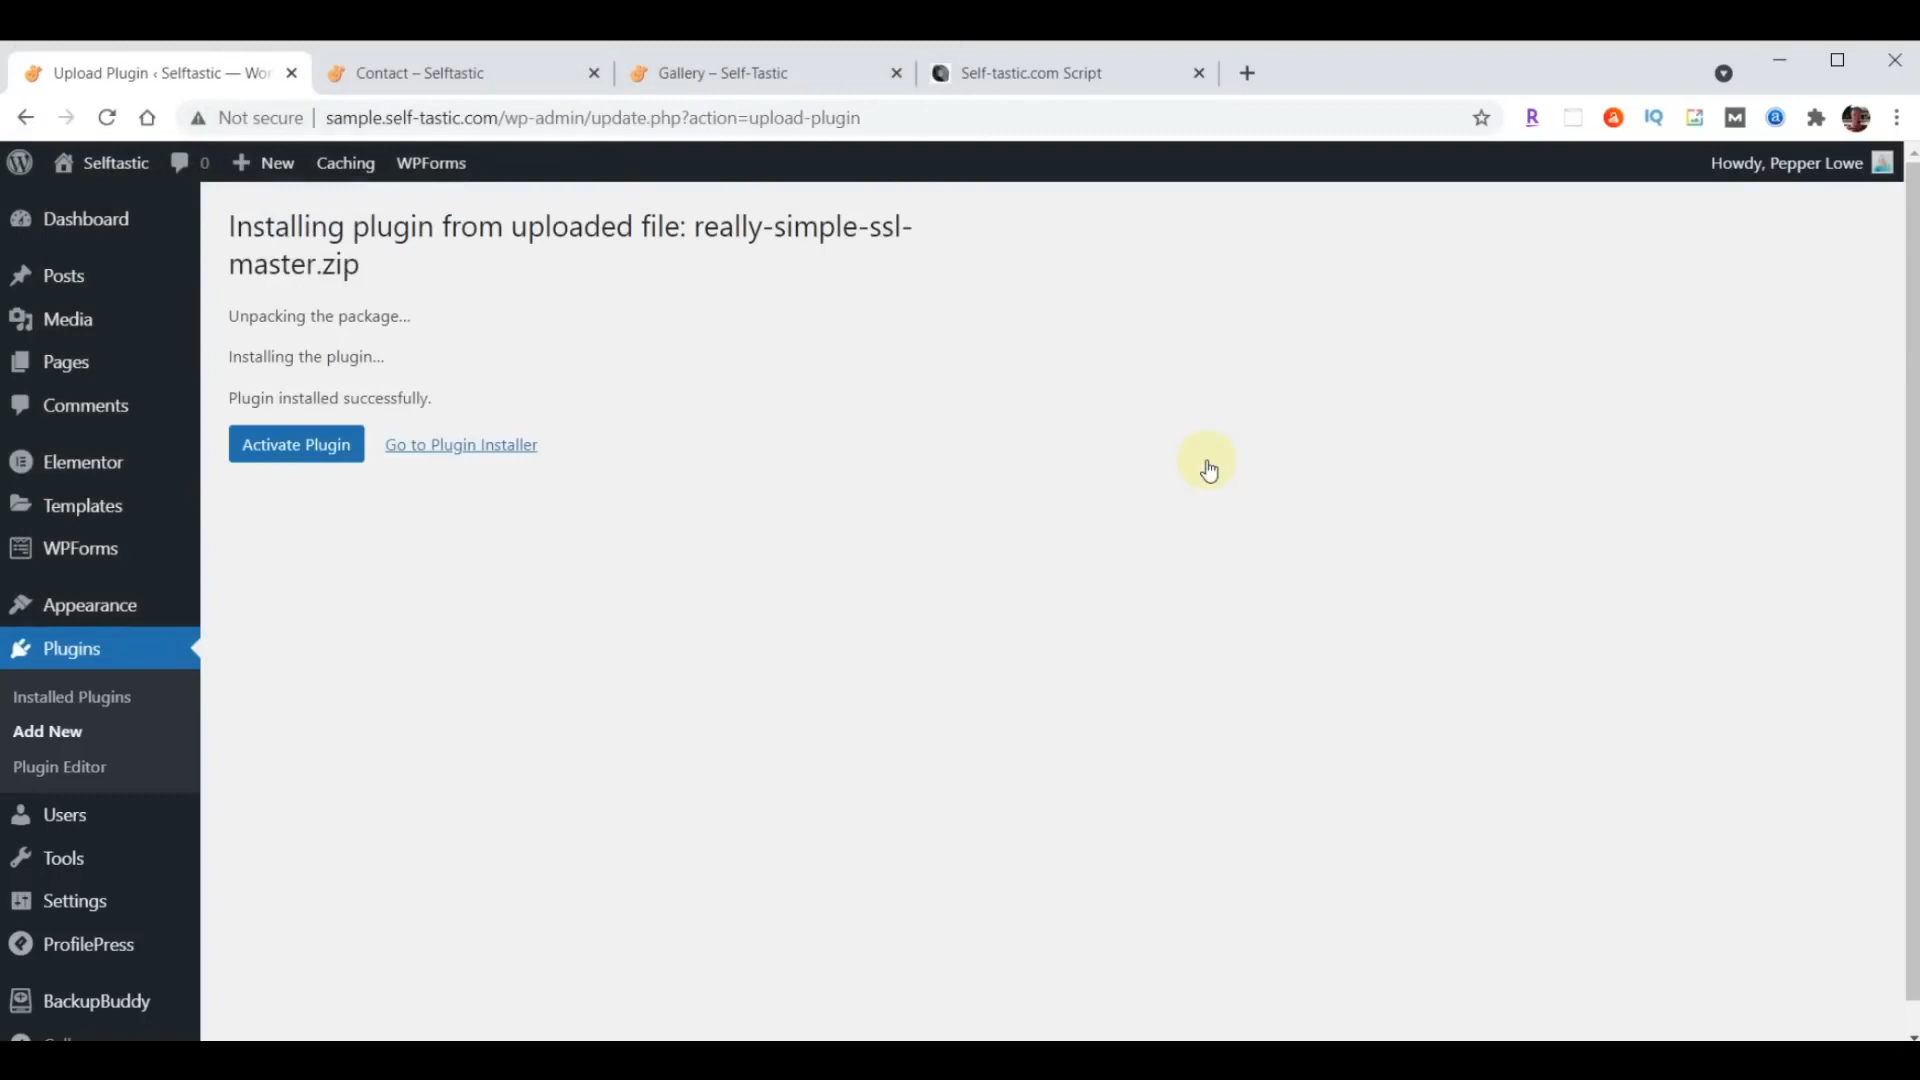 Upload Plugin ‹ Selftastic — Wor
Contact – Selftastic
Gallery – Self-Tastic
Self-tastic.com Script
Not secure
sample.self-tastic.com/wp-admin/update.php?action=upload-plugin
R
IQ
M
a
Selftastic
0
New
Caching
WPForms
Howdy, Pepper Lowe
Dashboard
Posts
Media
Pages
Comments
Elementor
Templates
WPForms
Appearance
Plugins
Installed Plugins
Add New
Plugin Editor
Users
Tools
Settings
ProfilePress
BackupBuddy
Installing plugin from uploaded file: really-simple-ssl-
master.zip
Unpacking the package...
Installing the plugin...
Plugin installed successfully.
Activate Plugin
Go to Plugin Installer